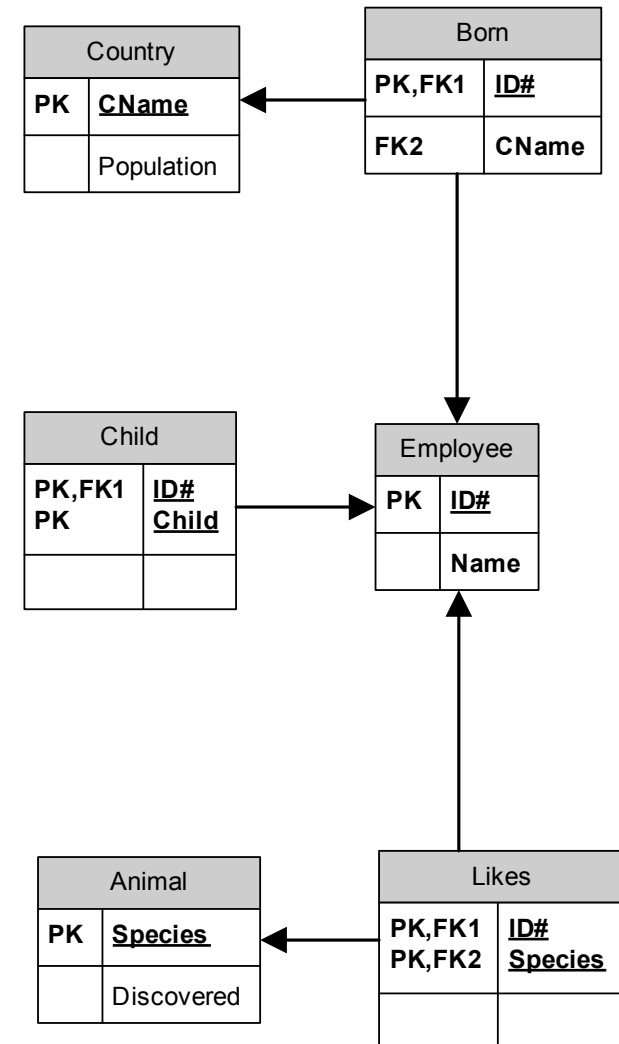 Country
PK CName
Population
Born
PK,FK1 ID#
FK2 CName
Child
PK,FK1 ID#
PK Child
Employee
PK ID#
Name
Animal
PK Species
Discovered
Likes
PK,FK1 ID#
PK,FK2 Species